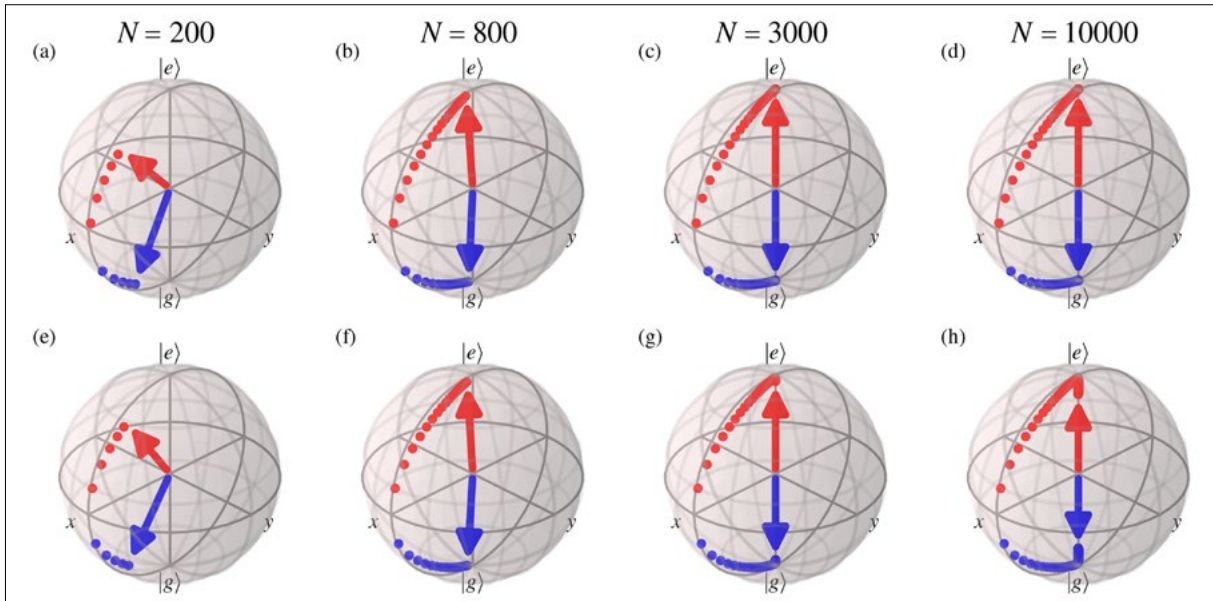 N = 200 N = 800 N = 3000 N = 10000
(a) (b) (c) (d)
|e⟩ |e⟩ |e⟩ |e⟩
x y x y x y x y
|g⟩ |g⟩ |g⟩ |g⟩
(e) (f) (g) (h)
|e⟩ |e⟩ |e⟩ |e⟩
x y x y x y x y
|g⟩ |g⟩ |g⟩ |g⟩